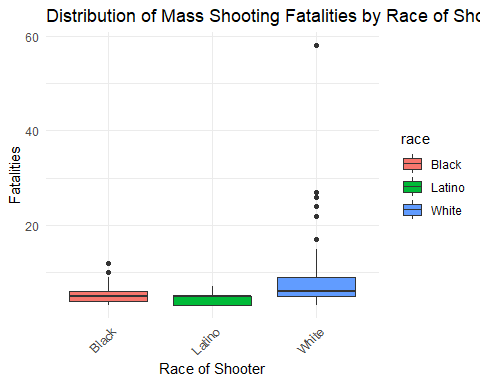 Distribution of Mass Shooting Fatalities by Race of Sho
60
40
20
Fatalities
Black
Latino
White
Race of Shooter
race
Black
Latino
White